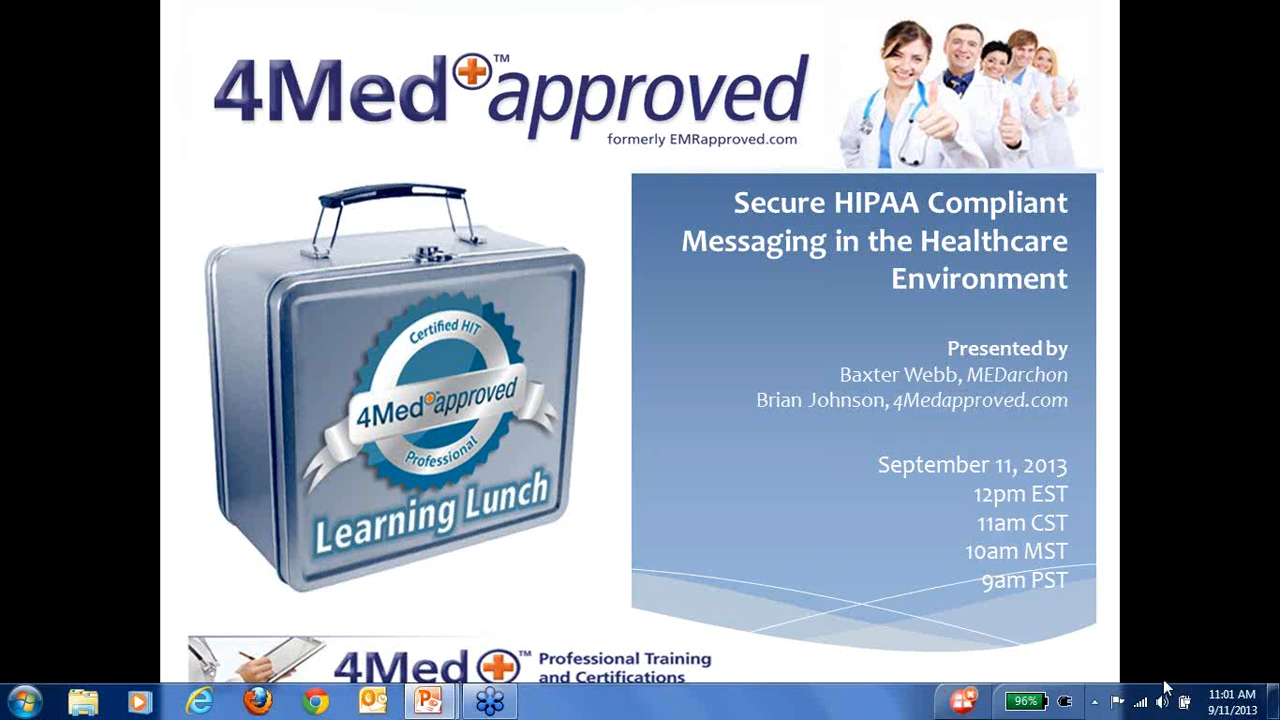 4Med™approved
formerly EMRapproved.com
Secure HIPAA Compliant
Messaging in the Healthcare
Environment
Presented by
Baxter Webb, MEDarchon
Brian Johnson, 4Medapproved.com
September 11, 2013
12pm EST
11am CST
10am MST
9am PST
Certified HIT
4Med approved
Professional
Learning Lunch
4Med™
Professional Training
and Certifications
96%
11:01 AM
9/11/2013